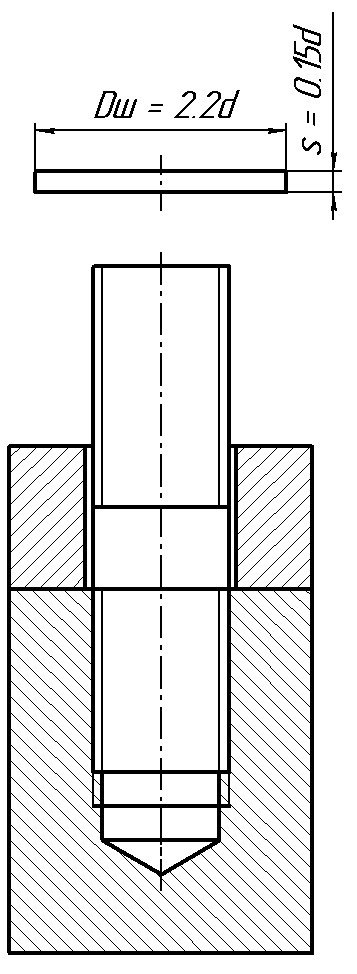 Dш = 2.2d
s = 0.15d